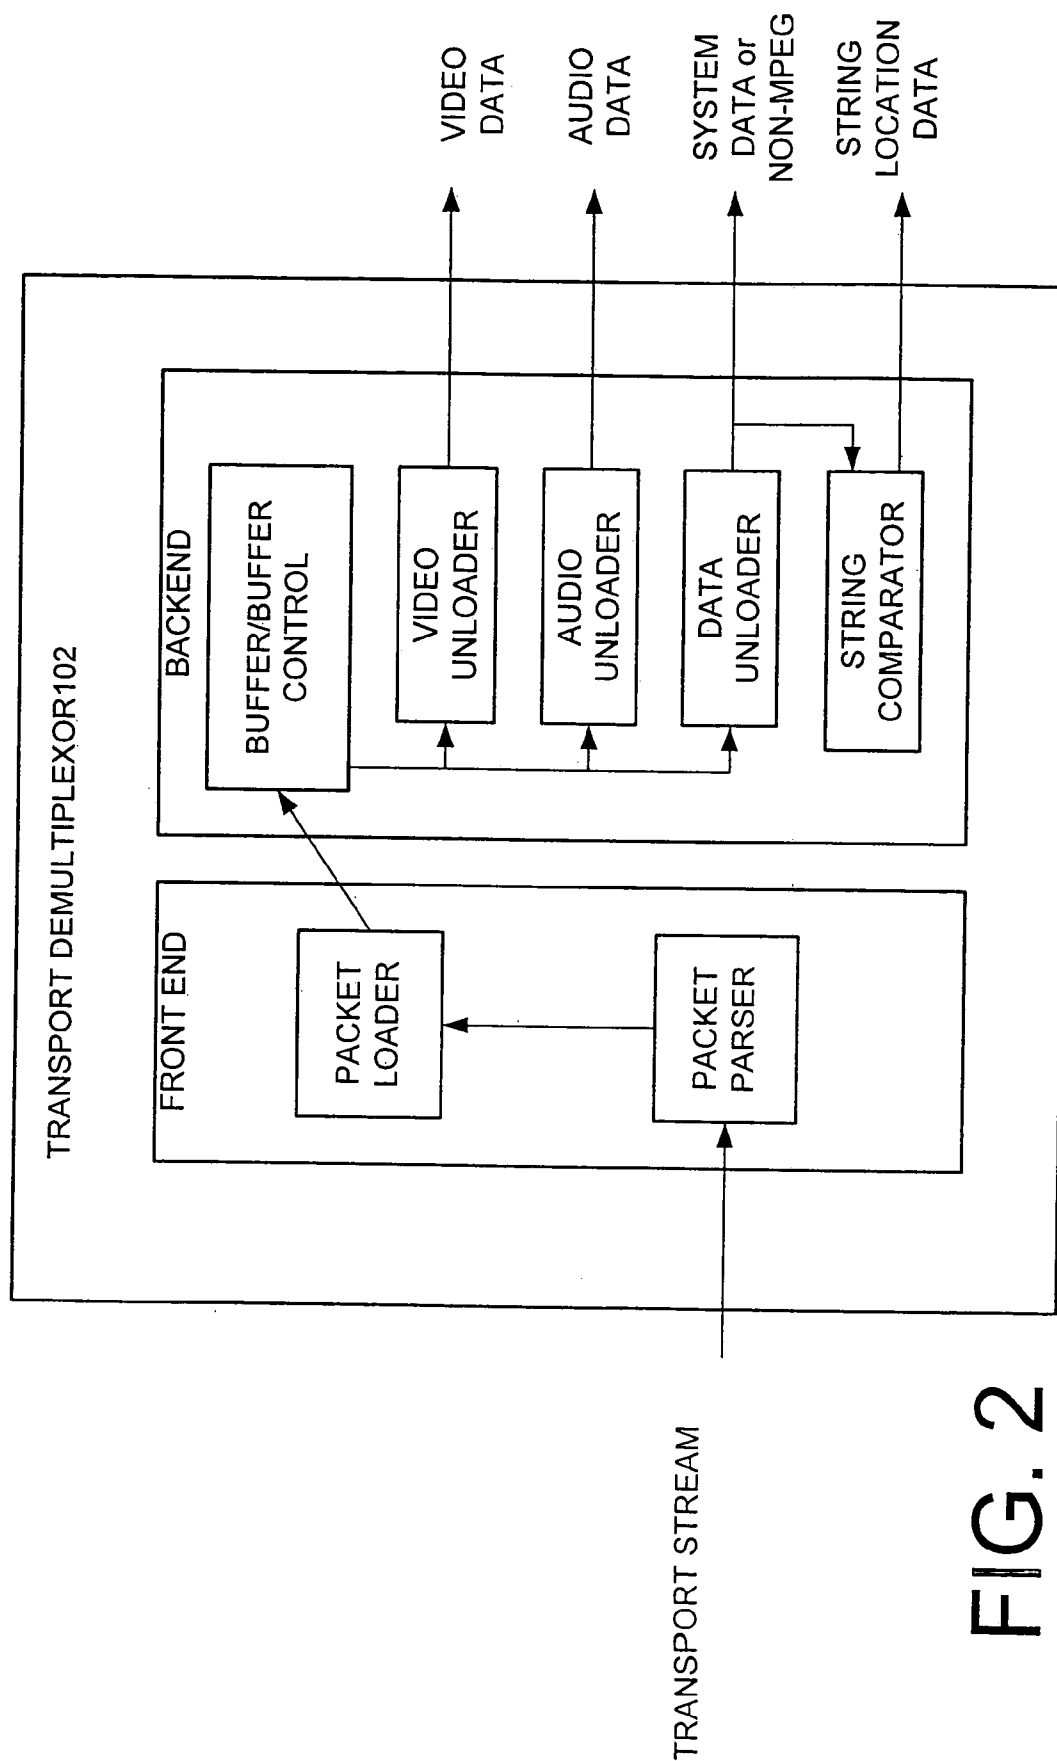 TRANSPORT DEMULTIPLEXOR102
FRONT END
PACKET
LOADER
PACKET
PARSER
BACKEND
BUFFER/BUFFER
CONTROL
VIDEO
UNLOADER
AUDIO
UNLOADER
DATA
UNLOADER
STRING
COMPARATOR
VIDEO
DATA
AUDIO
DATA
SYSTEM
DATA or
NON-MPEG
STRING
LOCATION
DATA
TRANSPORT STREAM
FIG. 2